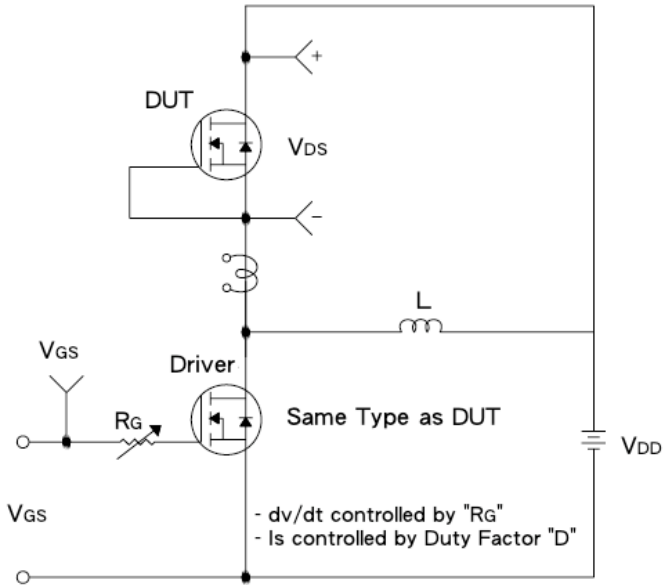 +
DUT
VDS
−
L
VGS
Driver
RG
Same Type as DUT
VDD
VGS
- dv/dt controlled by "RG"
- Is controlled by Duty Factor "D"